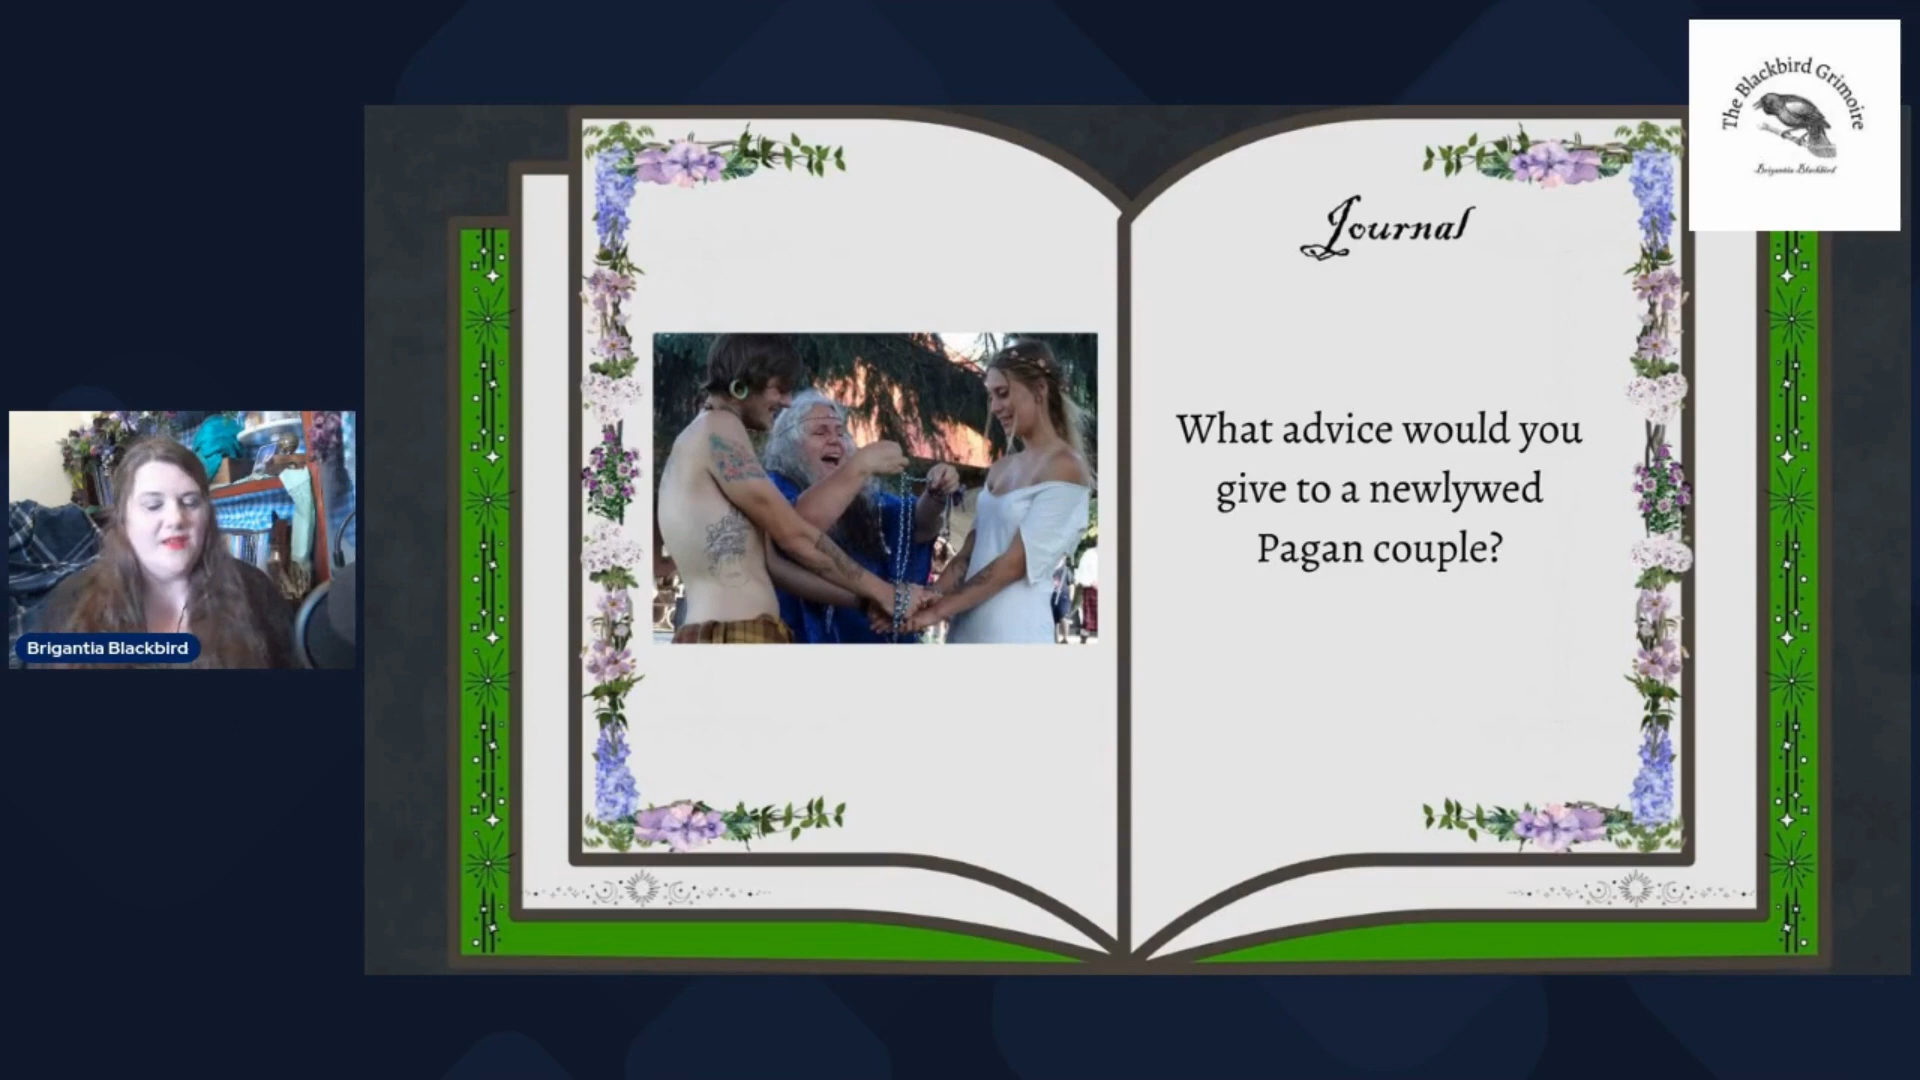 The Blackbird Grimoire
Brigantia Blackbird
Journal
What advice would you
give to a newlywed
Pagan couple?
Brigantia Blackbird